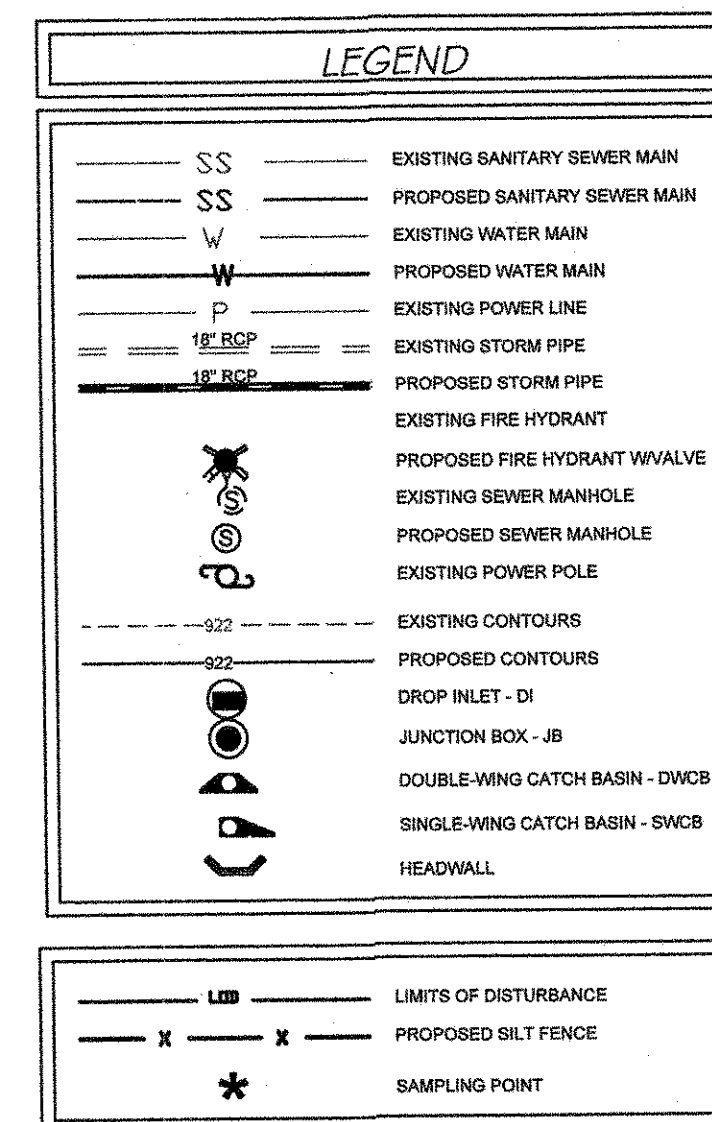 LEGEND
SS EXISTING SANITARY SEWER MAIN
SS PROPOSED SANITARY SEWER MAIN
W EXISTING WATER MAIN
W PROPOSED WATER MAIN
P EXISTING POWER LINE
18" RCP EXISTING STORM PIPE
18" RCP PROPOSED STORM PIPE
EXISTING FIRE HYDRANT
PROPOSED FIRE HYDRANT W/VALVE
S EXISTING SEWER MANHOLE
S PROPOSED SEWER MANHOLE
EXISTING POWER POLE
922 EXISTING CONTOURS
922 PROPOSED CONTOURS
DROP INLET - DI
JUNCTION BOX - JB
DOUBLE-WING CATCH BASIN - DWCB
SINGLE-WING CATCH BASIN - SWCB
HEADWALL
LOD LIMITS OF DISTURBANCE
X X PROPOSED SILT FENCE
* SAMPLING POINT